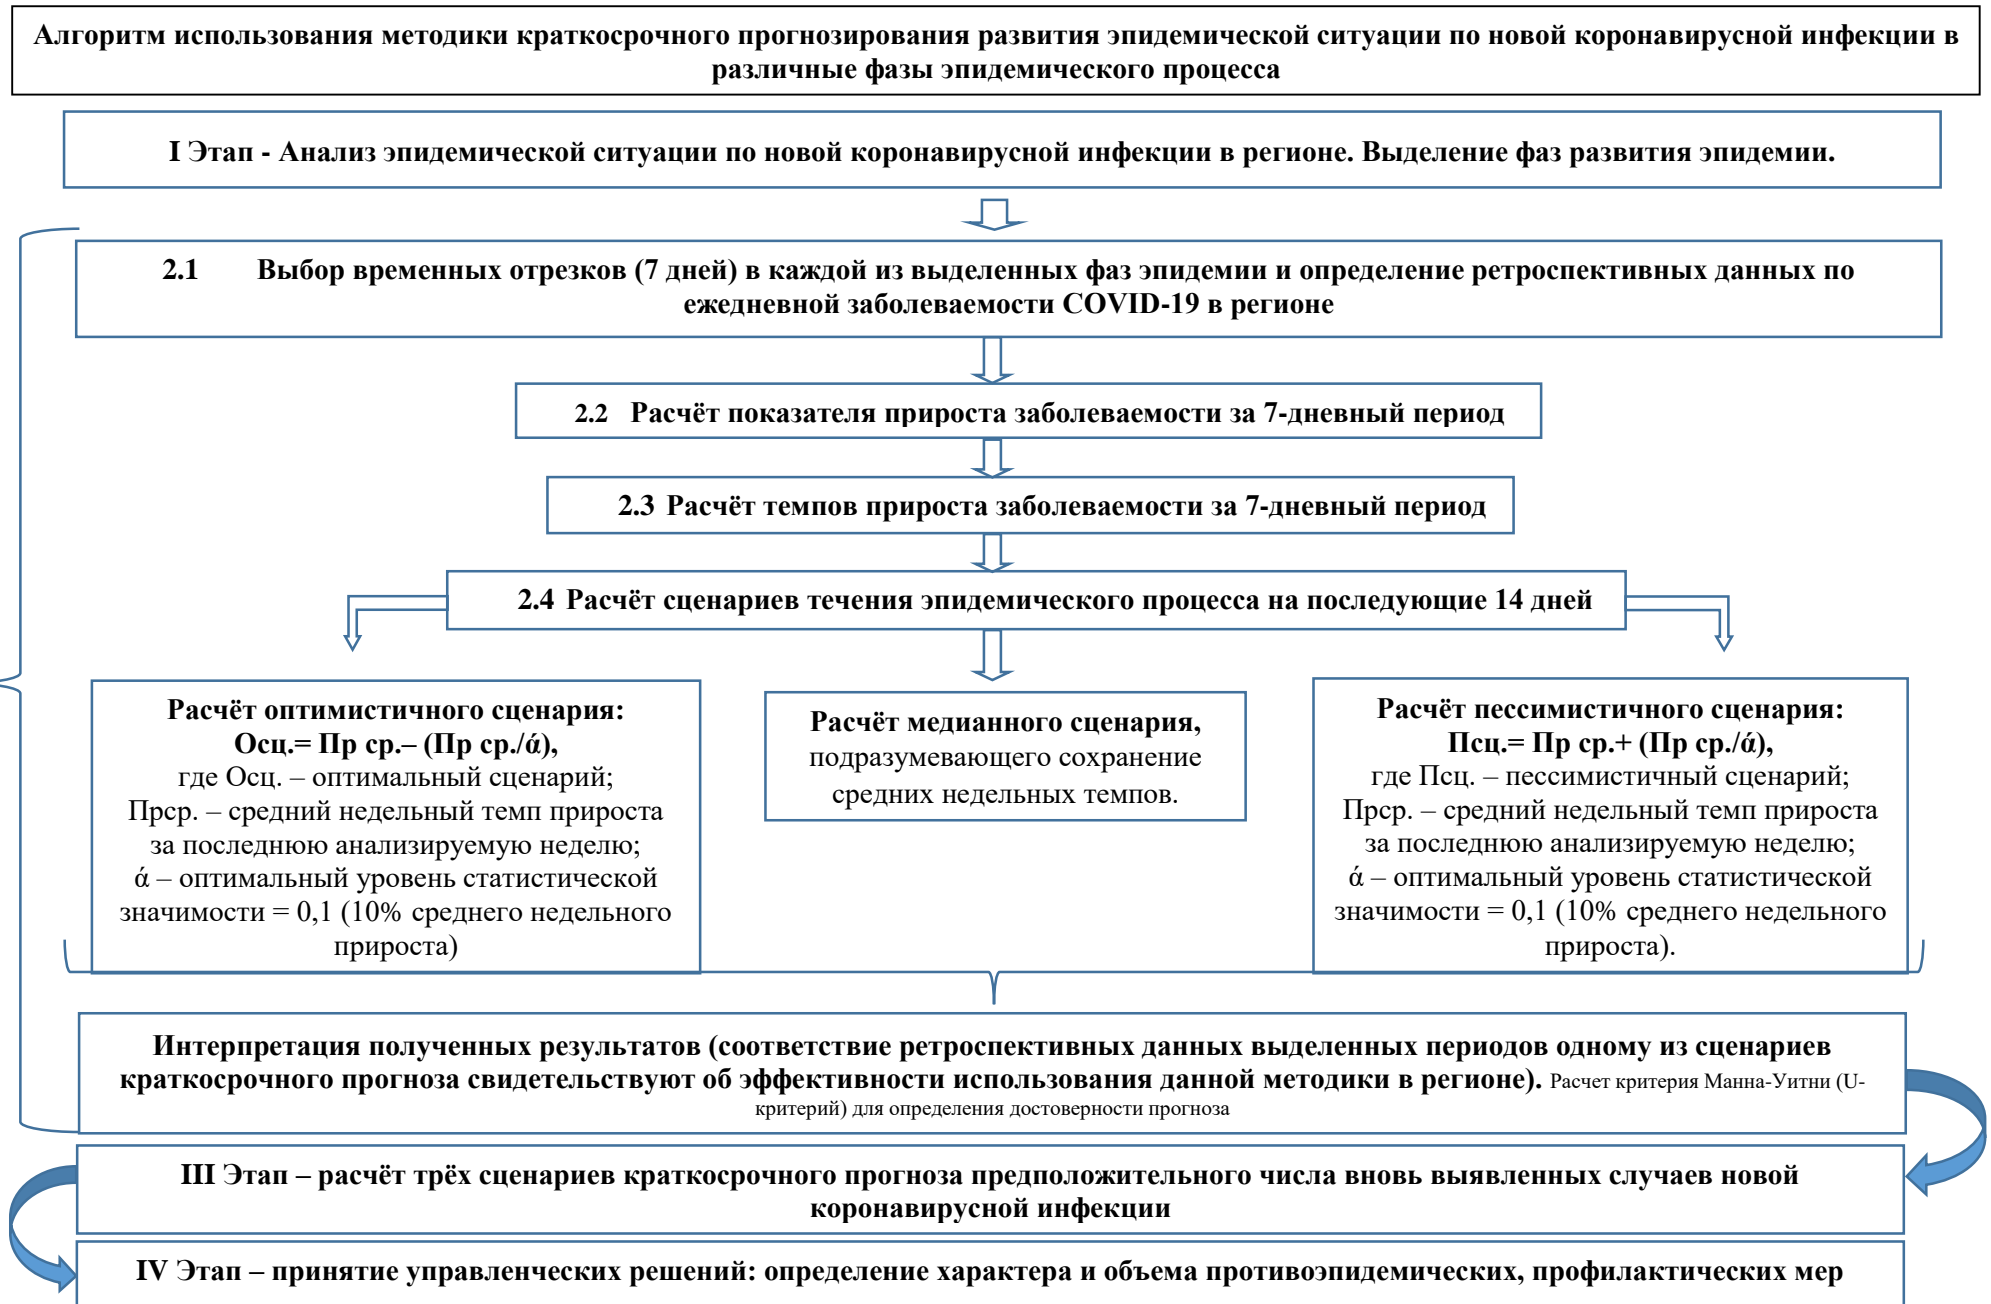 Алгоритм использования методики краткосрочного прогнозирования развития эпидемической ситуации по новой коронавирусной инфекции в
различные фазы эпидемического процесса
I Этап - Анализ эпидемической ситуации по новой коронавирусной инфекции в регионе. Выделение фаз развития эпидемии.
2.1 Выбор временных отрезков (7 дней) в каждой из выделенных фаз эпидемии и определение ретроспективных данных по
ежедневной заболеваемости COVID-19 в регионе
2.2 Расчёт показателя прироста заболеваемости за 7-дневный период
2.3 Расчёт темпов прироста заболеваемости за 7-дневный период
2.4 Расчёт сценариев течения эпидемического процесса на последующие 14 дней
Расчёт оптимистичного сценария:
Осц.= Пр ср.– (Пр ср./ά),
где Осц. – оптимальный сценарий;
Прср. – средний недельный темп прироста
за последнюю анализируемую неделю;
ά – оптимальный уровень статистической
значимости = 0,1 (10% среднего недельного
прироста)
Расчёт медианного сценария,
подразумевающего сохранение
средних недельных темпов.
Расчёт пессимистичного сценария:
Псц.= Пр ср.+ (Пр ср./ά),
где Псц. – пессимистичный сценарий;
Прср. – средний недельный темп прироста
за последнюю анализируемую неделю;
ά – оптимальный уровень статистической
значимости = 0,1 (10% среднего недельного
прироста).
Интерпретация полученных результатов (соответствие ретроспективных данных выделенных периодов одному из сценариев
краткосрочного прогноза свидетельствуют об эффективности использования данной методики в регионе). Расчет критерия Манна-Уитни (U-
критерий) для определения достоверности прогноза
III Этап – расчёт трёх сценариев краткосрочного прогноза предположительного числа вновь выявленных случаев новой
коронавирусной инфекции
IV Этап – принятие управленческих решений: определение характера и объема противоэпидемических, профилактических мер